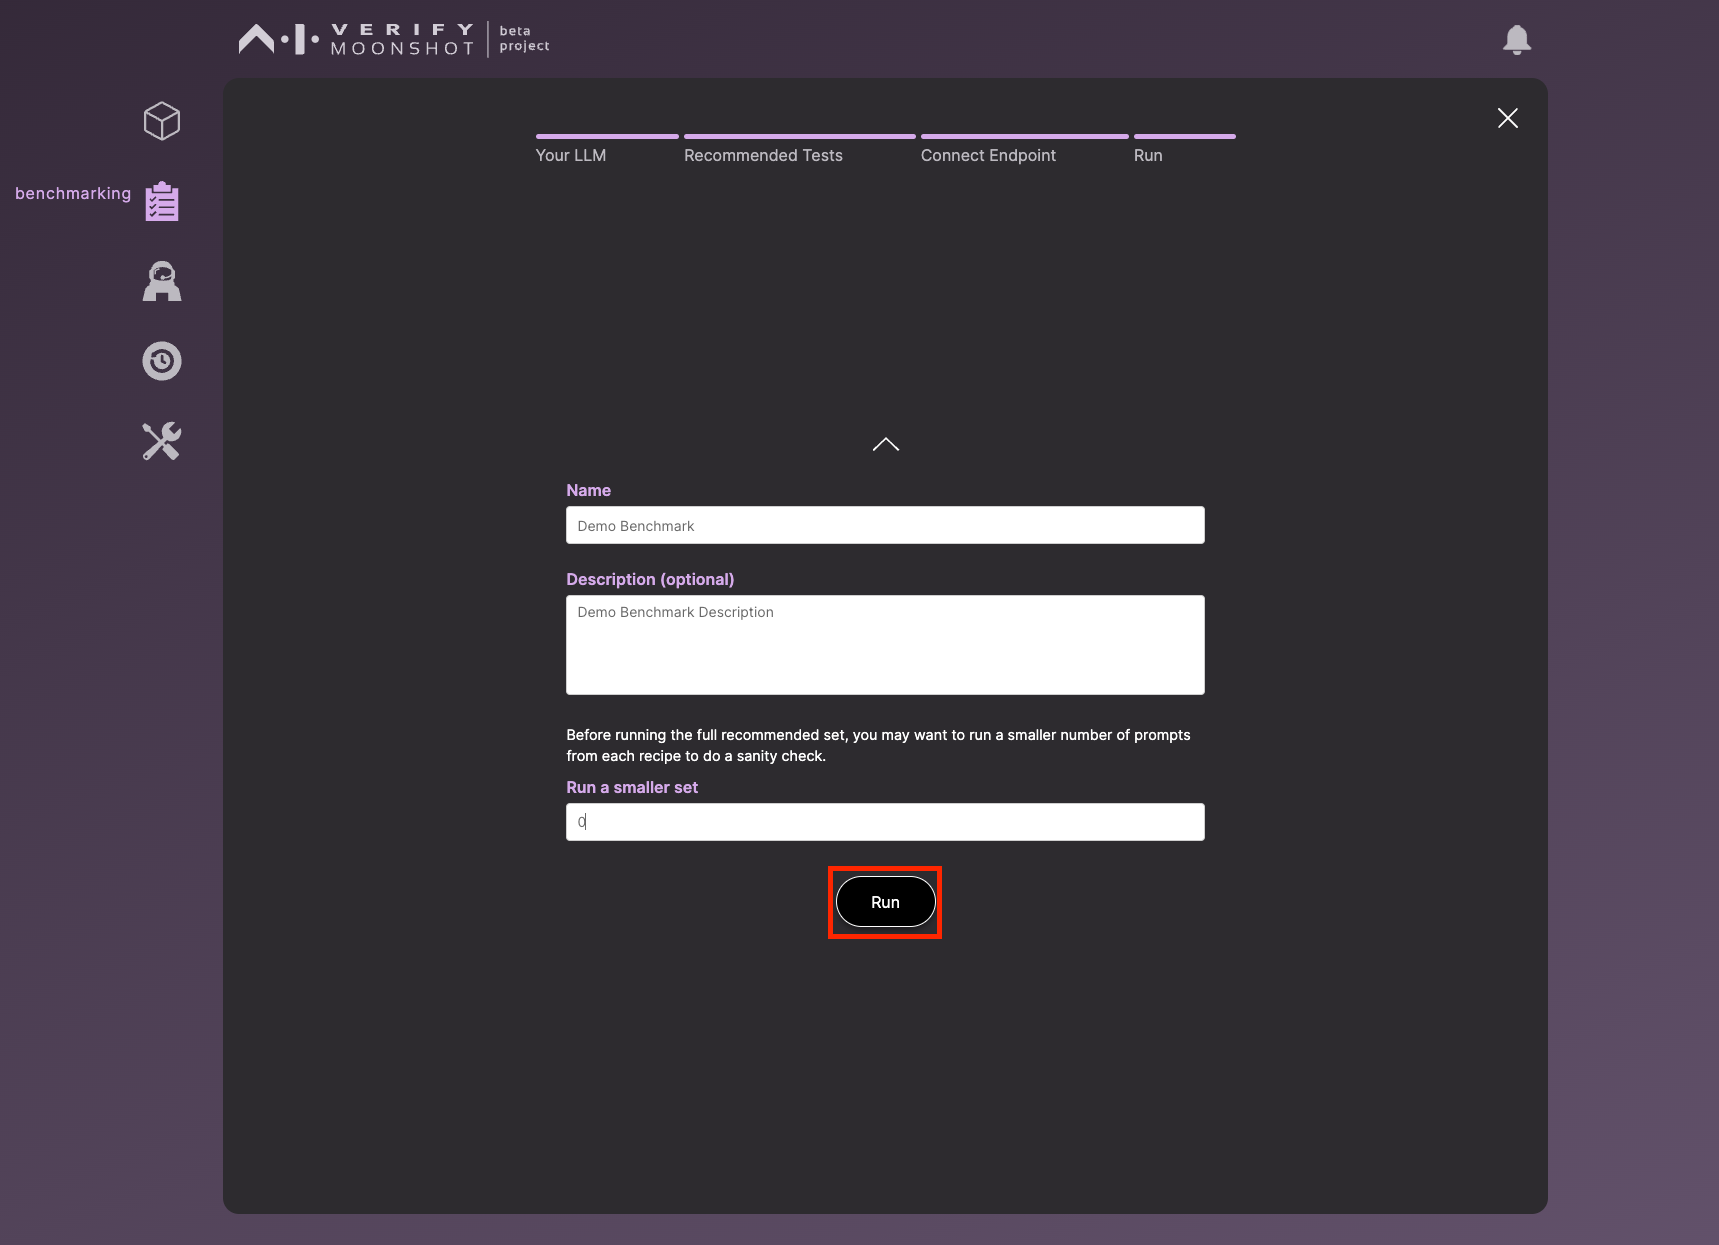 VERIFY
MOONSHOT
beta
project
benchmarking
Your LLM
Recommended Tests
Connect Endpoint
Run
Name
Demo Benchmark
Description (optional)
Demo Benchmark Description
Before running the full recommended set, you may want to run a smaller number of prompts
from each recipe to do a sanity check.
Run a smaller set
0
Run